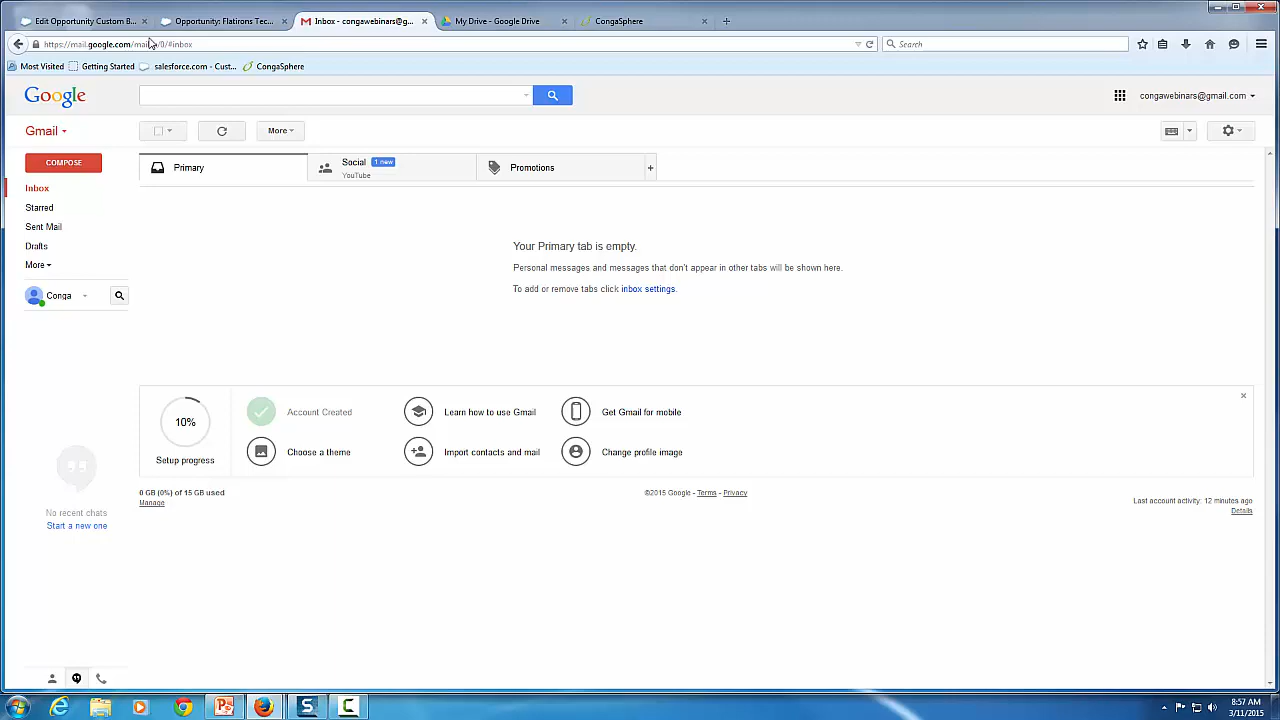 Edit Opportunity Custom B... × Opportunity: Flatirons Tec... × Inbox - congawebinars@g... × My Drive - Google Drive × CongaSphere × +
https://mail.google.com/mail/u/0/#inbox Search
Most Visited Getting Started salesforce.com - Cust... CongaSphere
Google congawebinars@gmail.com
Gmail More
COMPOSE Primary Social 1 new Promotions +
YouTube
Inbox
Starred
Sent Mail
Drafts
More
Conga
Your Primary tab is empty.
Personal messages and messages that don't appear in other tabs will be shown here.
To add or remove tabs click inbox settings.
10%
Setup progress
Account Created Learn how to use Gmail Get Gmail for mobile
Choose a theme Import contacts and mail Change profile image
0 GB (0%) of 15 GB used
Manage
©2015 Google - Terms - Privacy
Last account activity: 12 minutes ago
Details
No recent chats
Start a new one
8:57 AM
3/11/2015